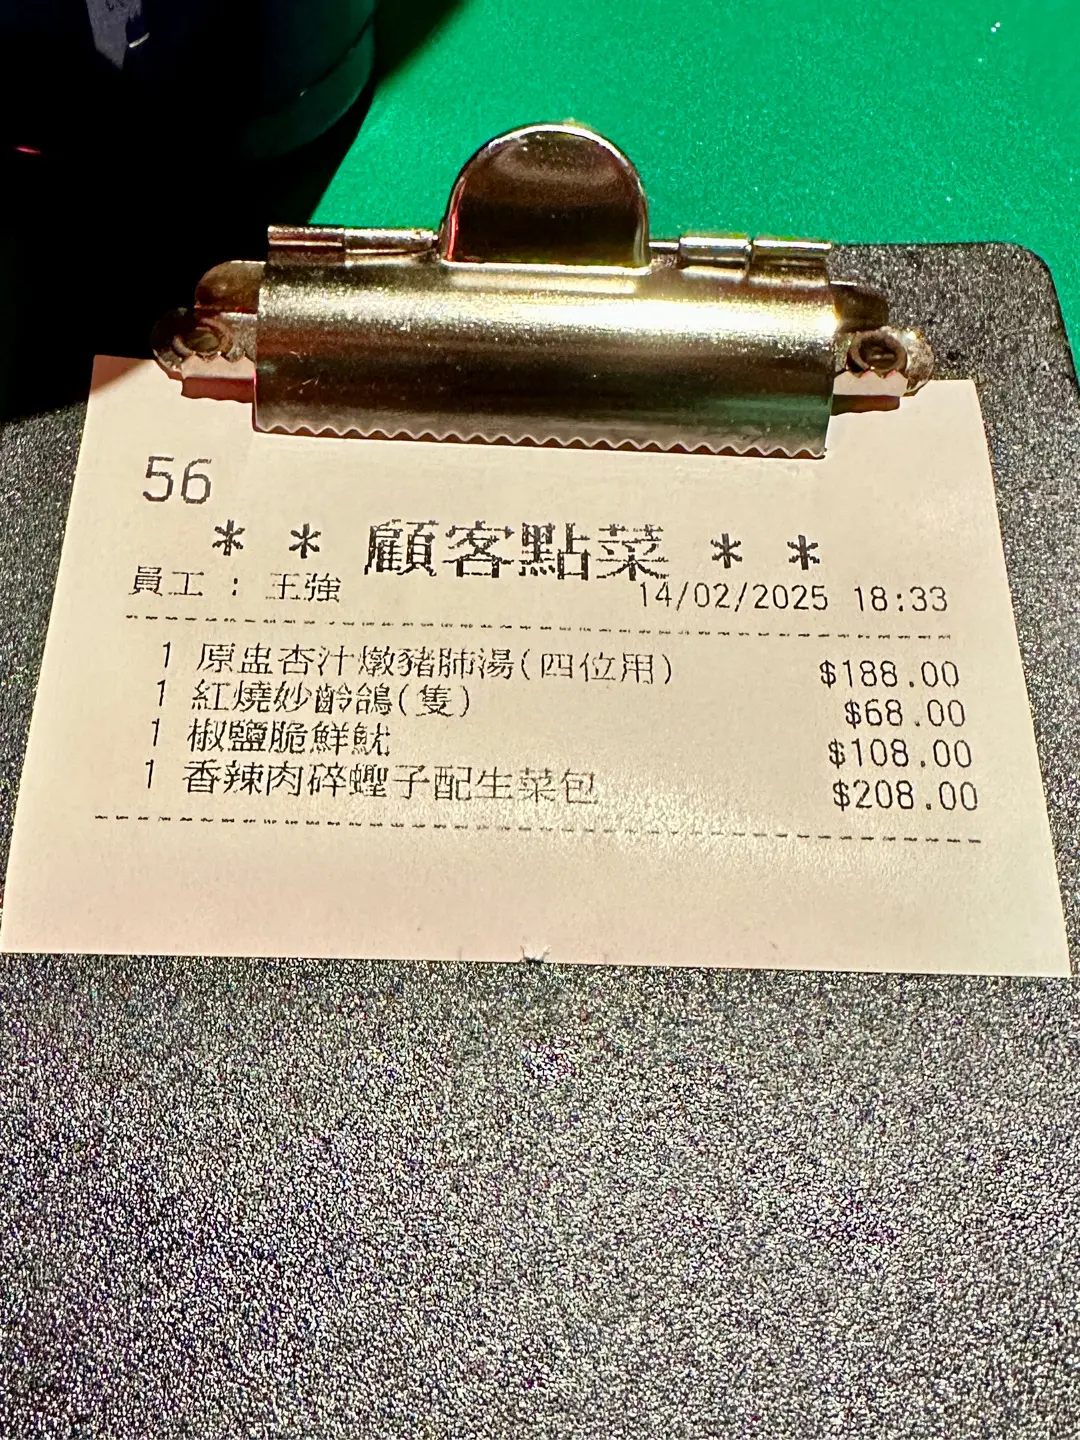 56
* * 顧客點菜 * *
員工 : 王強 14/02/2025 18:33
1 原盅杏汁燉豬肺湯(四位用) $188.00
1 紅燒妙齡鴿(隻) $68.00
1 椒鹽脆鮮魷 $108.00
1 香辣肉碎蟶子配生菜包 $208.00